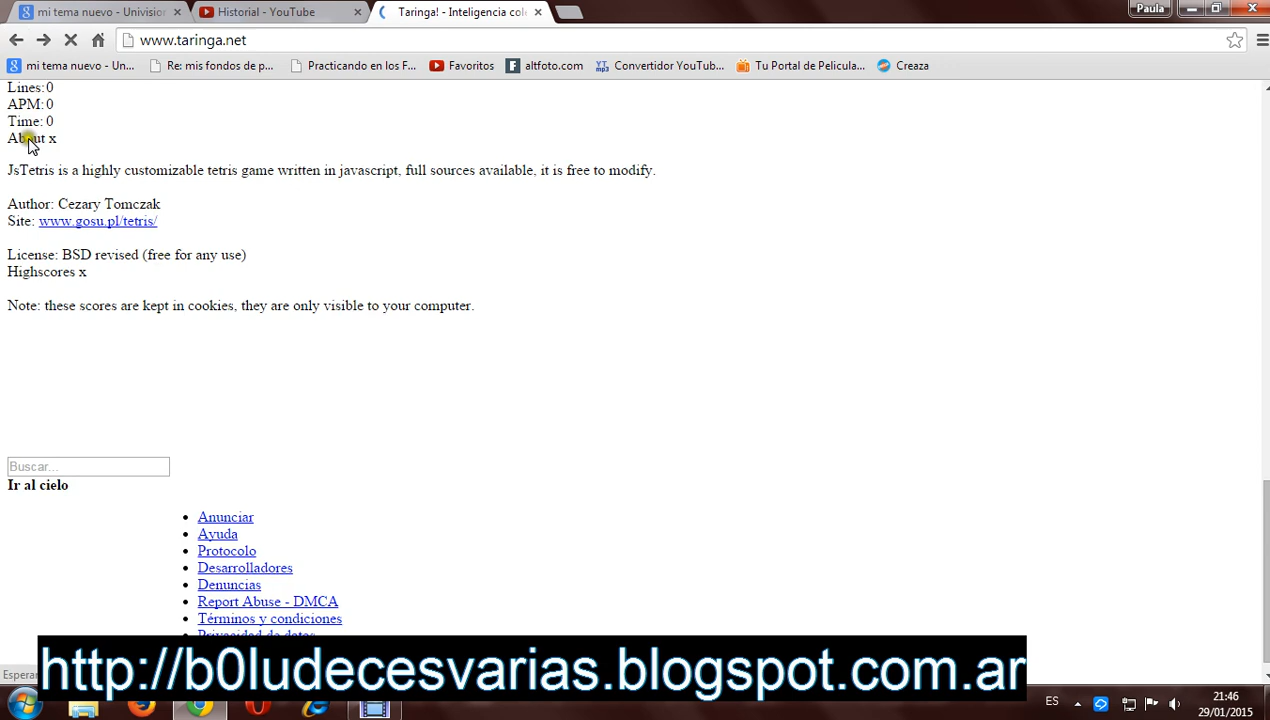 mi tema nuevo - Univision
Historial - YouTube
Taringa! - Inteligencia col
Paula
www.taringa.net
mi tema nuevo - Un...
Re: mis fondos de p...
Practicando en los F...
Favoritos
altfoto.com
Convertidor YouTub...
Tu Portal de Pelicula...
Creaza
Lines: 0
APM: 0
Time: 0
About x
JsTetris is a highly customizable tetris game written in javascript, full sources available, it is free to modify.
Author: Cezary Tomczak
Site: www.gosu.pl/tetris/
License: BSD revised (free for any use)
Highscores x
Note: these scores are kept in cookies, they are only visible to your computer.
Buscar...
Ir al cielo
Anunciar
Ayuda
Protocolo
Desarrolladores
Denuncias
Report Abuse - DMCA
Términos y condiciones
Privacidad de datos
http://b0ludecesvarias.blogspot.com.ar
ES
21:46
29/01/2015